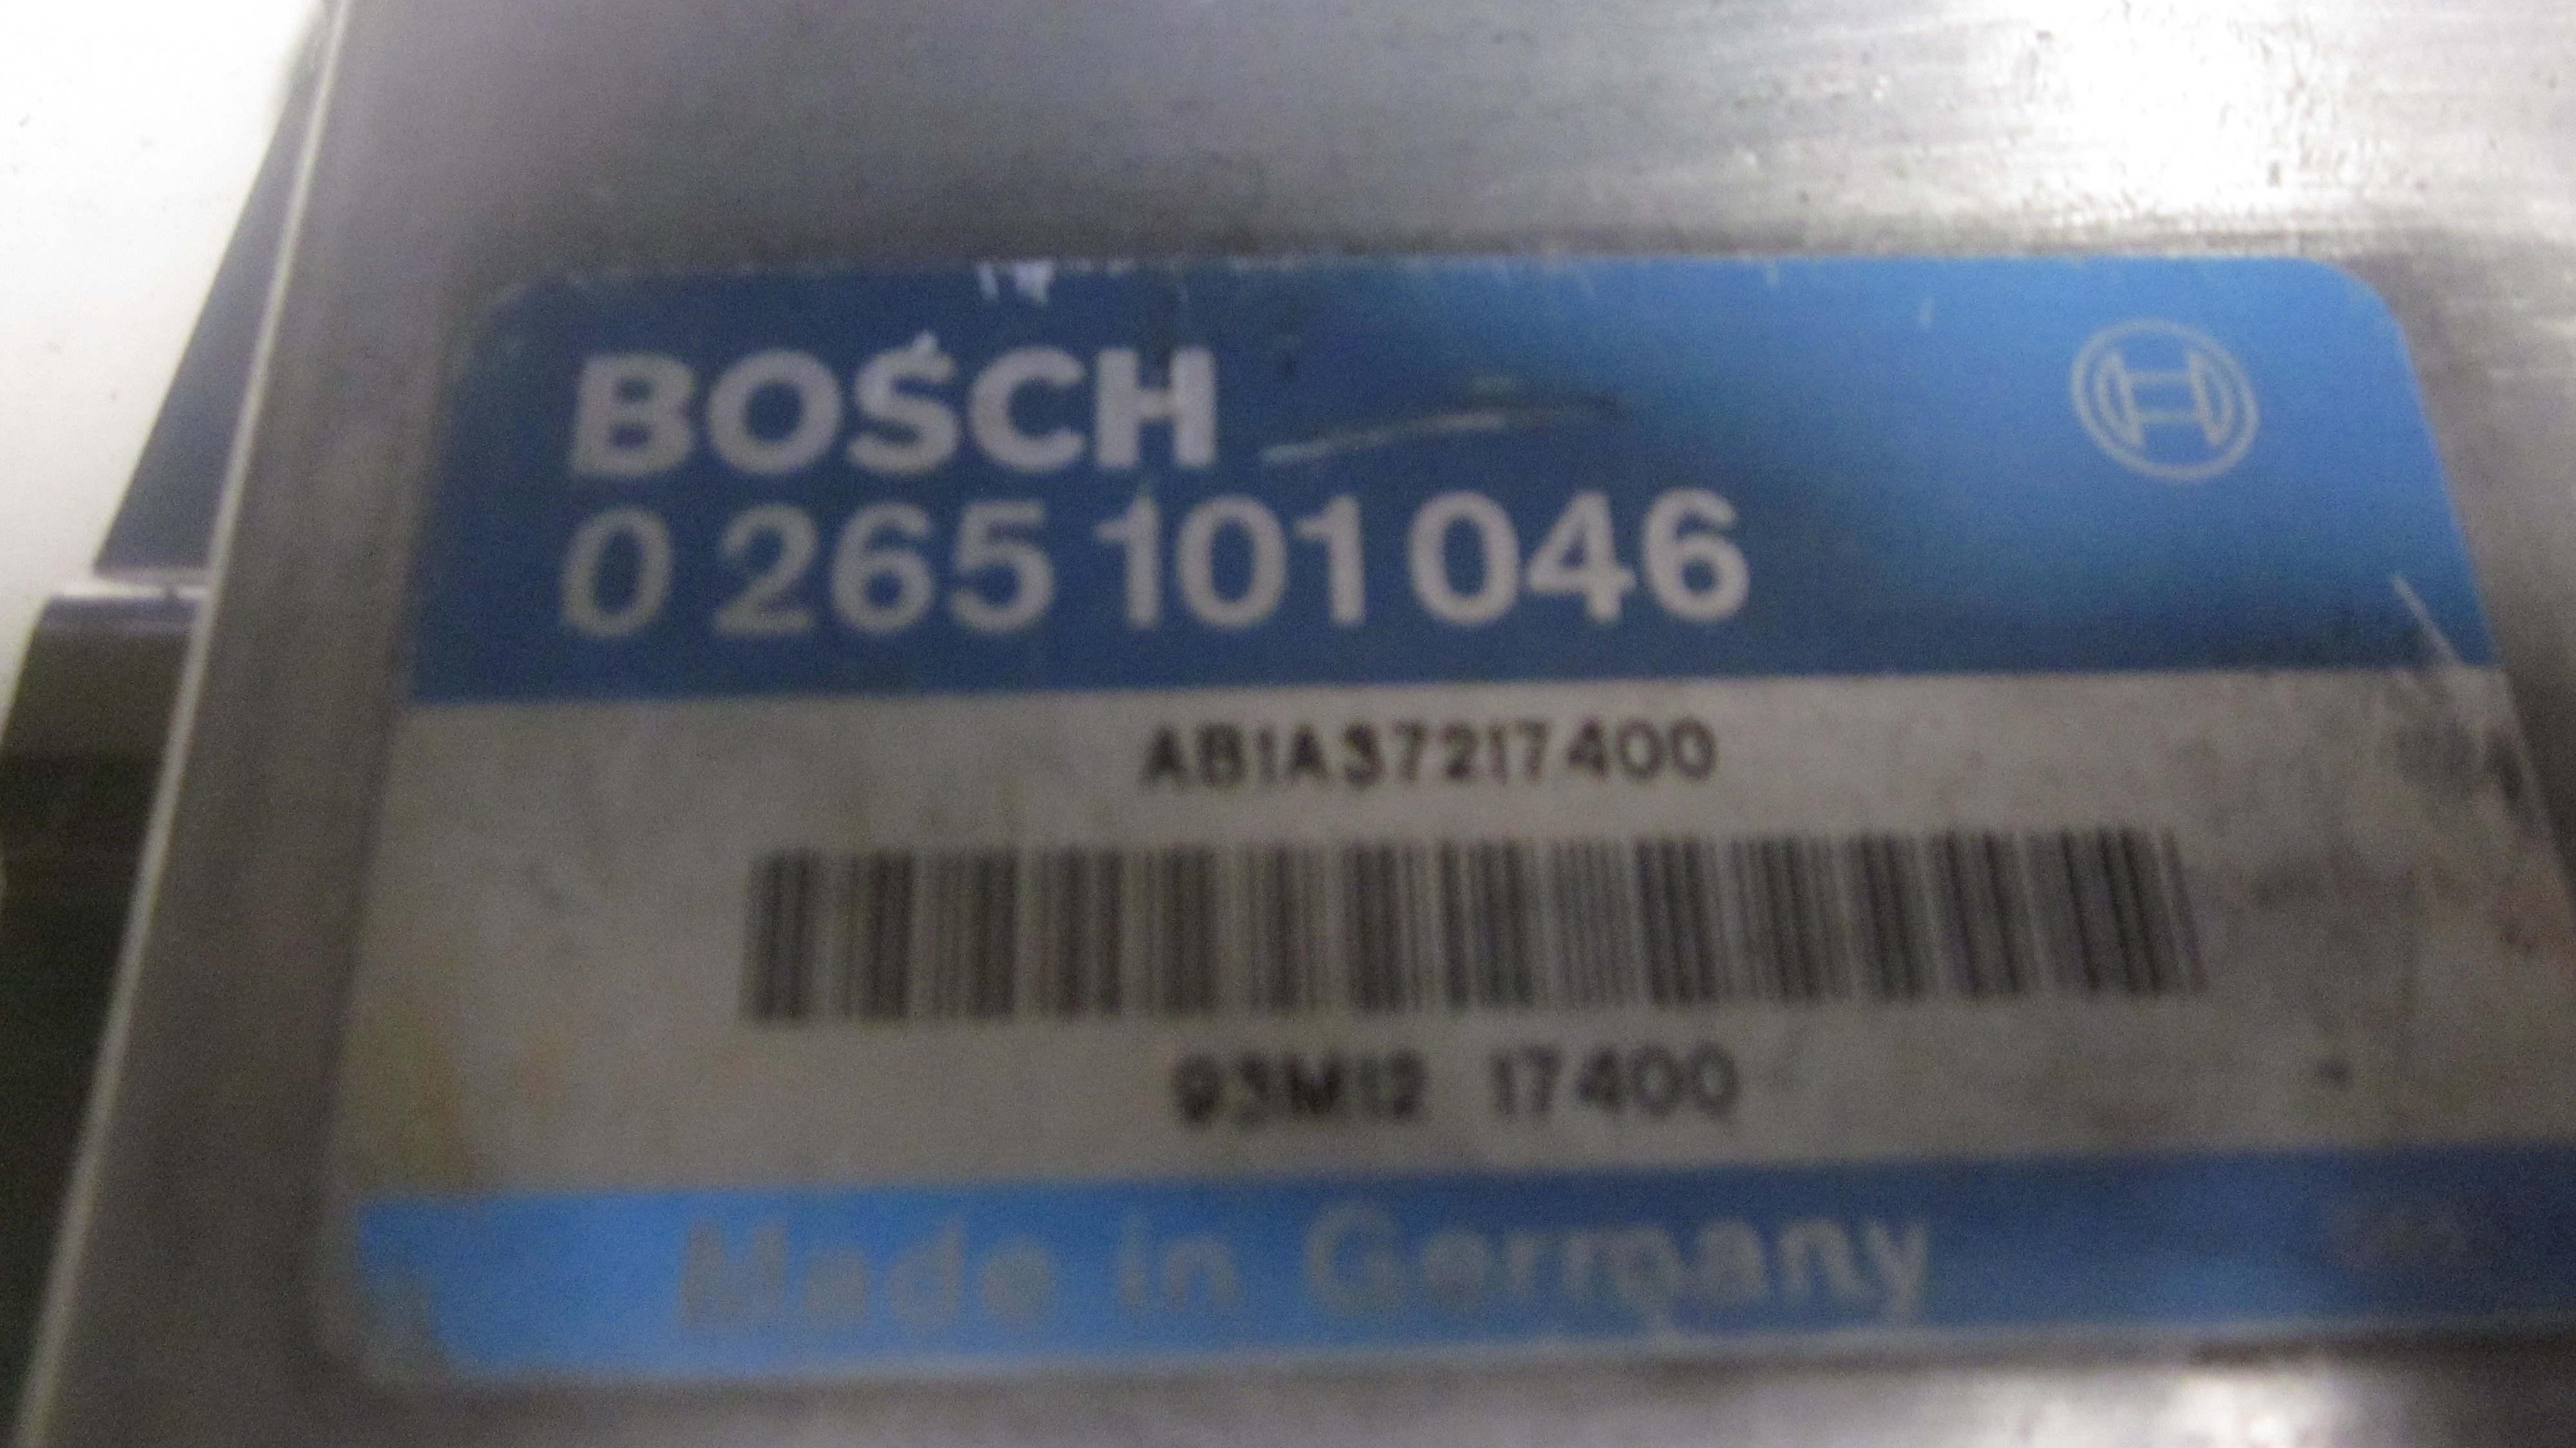 BOSCH
0 265 101 046
AB1A37217400
93M12 17400
Made in Germany